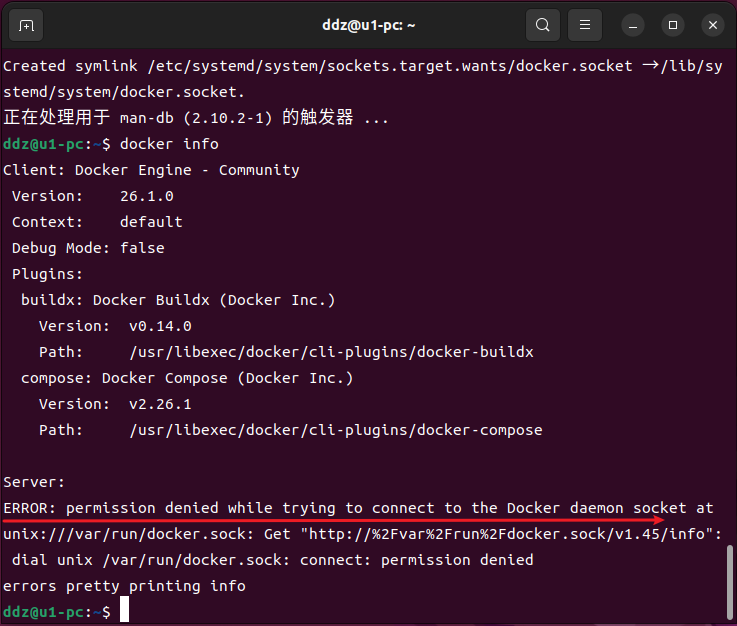 ddz@u1-pc: ~
Created symlink /etc/systemd/system/sockets.target.wants/docker.socket →/lib/sy
stemd/system/docker.socket.
正在处理用于 man-db (2.10.2-1) 的触发器 ...
ddz@u1-pc:~$ docker info
Client: Docker Engine - Community
 Version:    26.1.0
 Context:    default
 Debug Mode: false
 Plugins:
  buildx: Docker Buildx (Docker Inc.)
    Version:  v0.14.0
    Path:     /usr/libexec/docker/cli-plugins/docker-buildx
  compose: Docker Compose (Docker Inc.)
    Version:  v2.26.1
    Path:     /usr/libexec/docker/cli-plugins/docker-compose

Server:
ERROR: permission denied while trying to connect to the Docker daemon socket at
unix:///var/run/docker.sock: Get "http://%2Fvar%2Frun%2Fdocker.sock/v1.45/info":
 dial unix /var/run/docker.sock: connect: permission denied
errors pretty printing info
ddz@u1-pc:~$